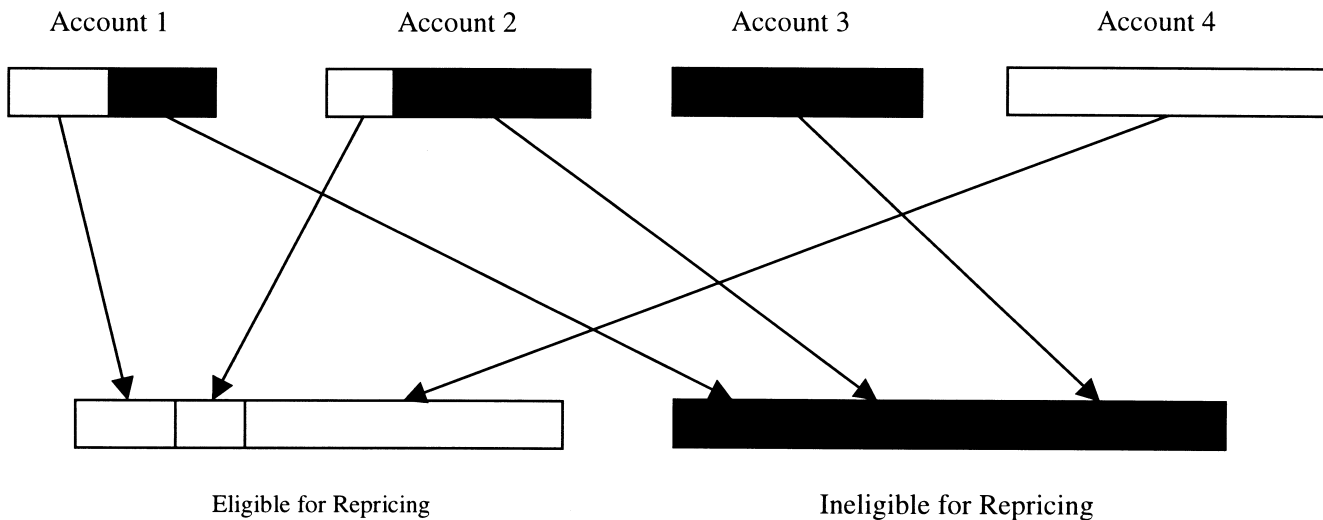 Account 1
Account 2
Account 3
Account 4
Eligible for Repricing
Ineligible for Repricing